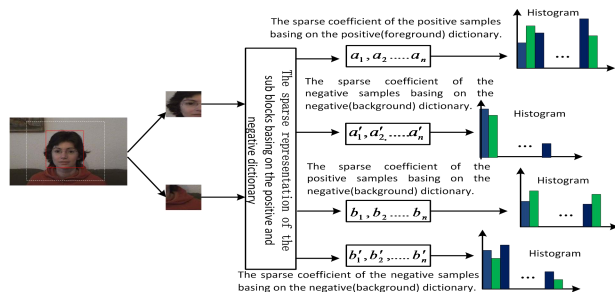 The sparse coefficient of the positive samples
basing on the positive(foreground) dictionary.
Histogram
a₁, a₂ ..... aₙ
...
The sparse representation of the
sub blocks basing on the positive and
negative dictionary
The sparse coefficient of the
negative samples basing on the
negative(background) dictionary.
Histogram
a′₁, a′₂, ..... a′ₙ
...
The sparse coefficient of the
positive samples basing on the
negative(background) dictionary.
Histogram
b₁, b₂ ..... bₙ
...
b′₁, b′₂, ..... b′ₙ
Histogram
...
The sparse coefficient of the negative samples
basing on the negative(background) dictionary.